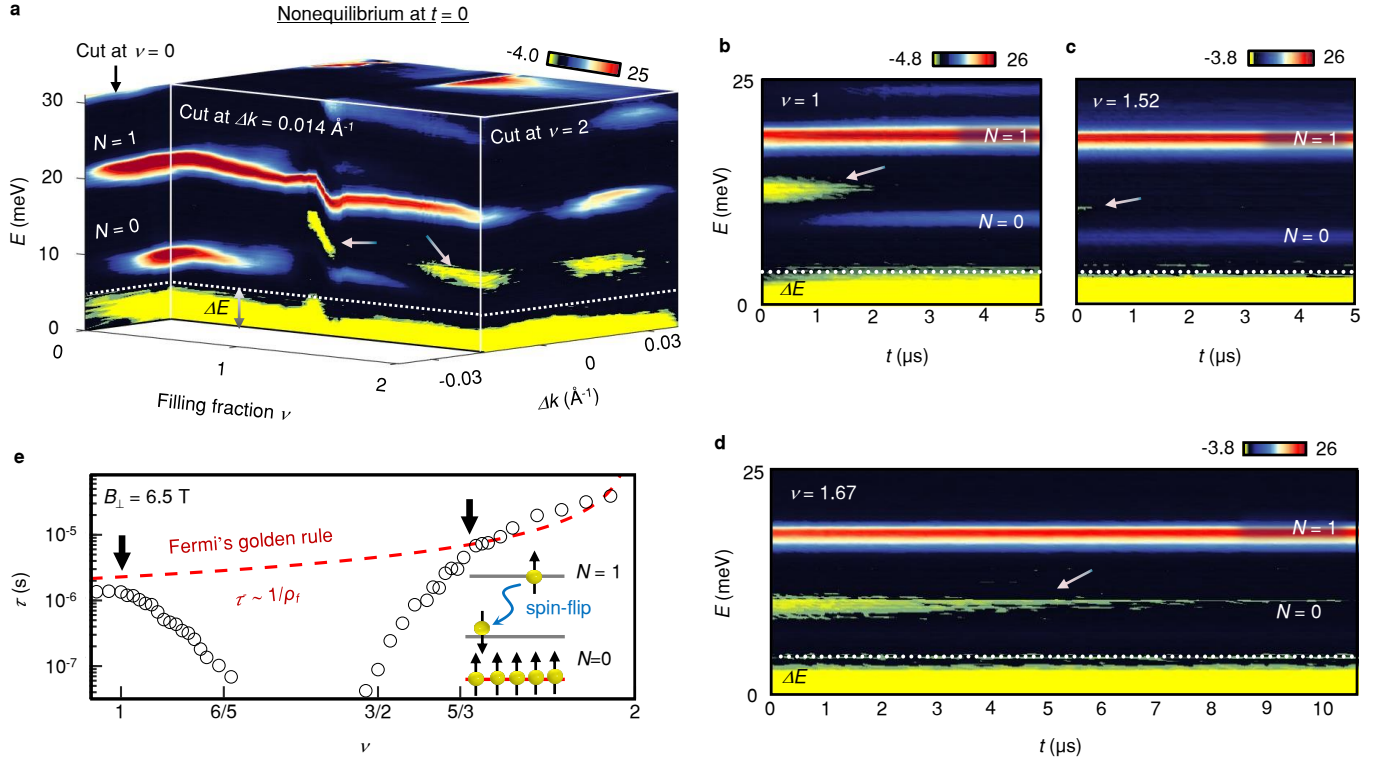 a
Nonequilibrium at t = 0
Cut at ν = 0
-4.0
25
30
20
10
0
E (meV)
N = 1
N = 0
Cut at Δk = 0.014 Å-1
Cut at ν = 2
ΔE
0
1
2
Filling fraction ν
-0.03
0
0.03
Δk (Å-1)
b
-4.8
26
25
0
E (meV)
ν = 1
N = 1
N = 0
ΔE
0 1 2 3 4 5
t (µs)
c
-3.8
26
ν = 1.52
N = 1
N = 0
0 1 2 3 4 5
t (µs)
d
-3.8
26
25
0
E (meV)
ν = 1.67
N = 1
N = 0
ΔE
0 1 2 3 4 5 6 7 8 9 10
t (µs)
e
B⊥ = 6.5 T
Fermi's golden rule
τ ~ 1/ρf
10-5
10-6
10-7
τ (s)
N = 1
spin-flip
N=0
1 6/5 3/2 5/3 2
ν